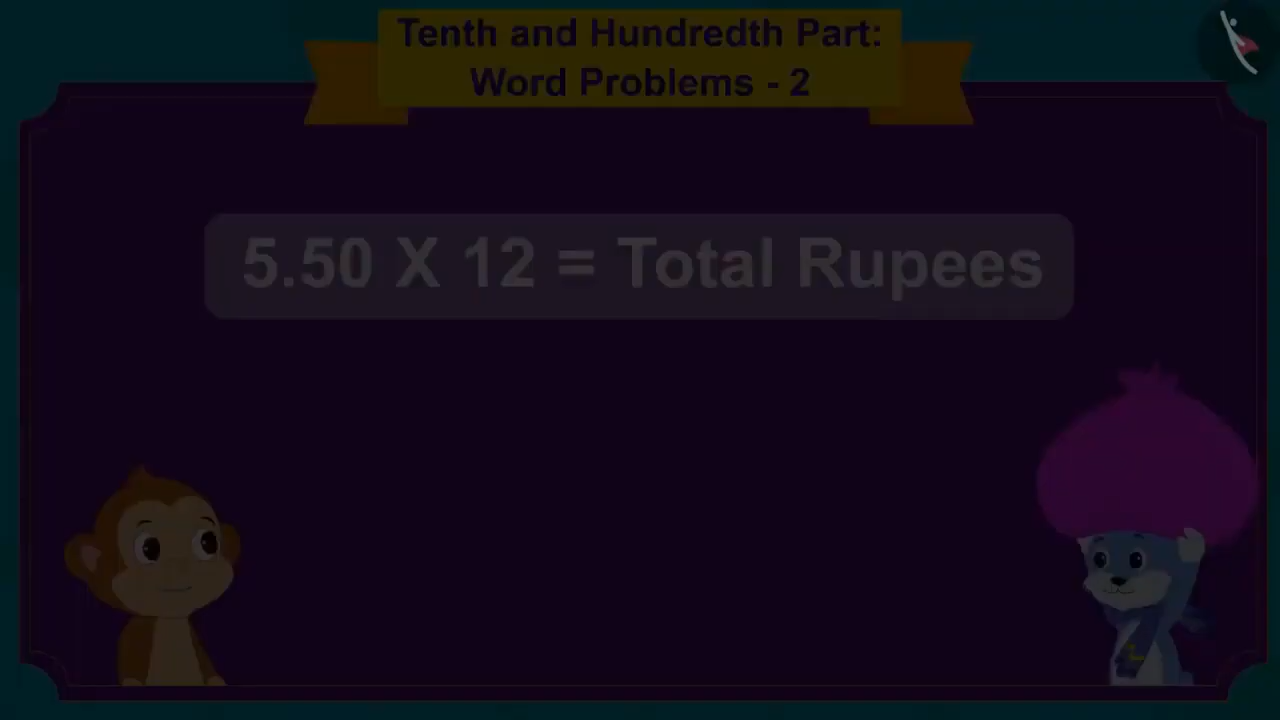 Tenth and Hundredth Part:
Word Problems - 2
5.50 X 12 = Total Rupees